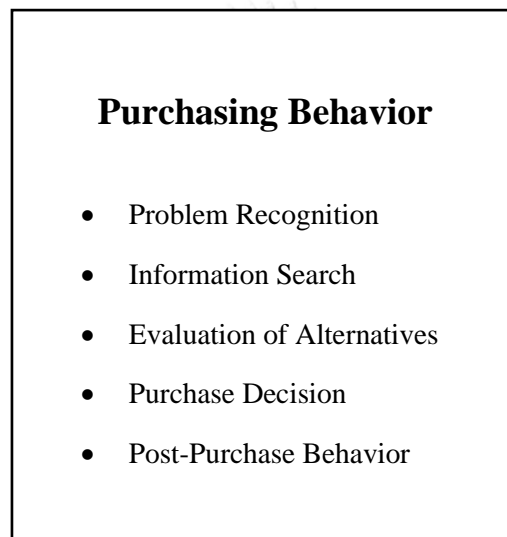 Purchasing Behavior
• Problem Recognition
• Information Search
• Evaluation of Alternatives
• Purchase Decision
• Post-Purchase Behavior